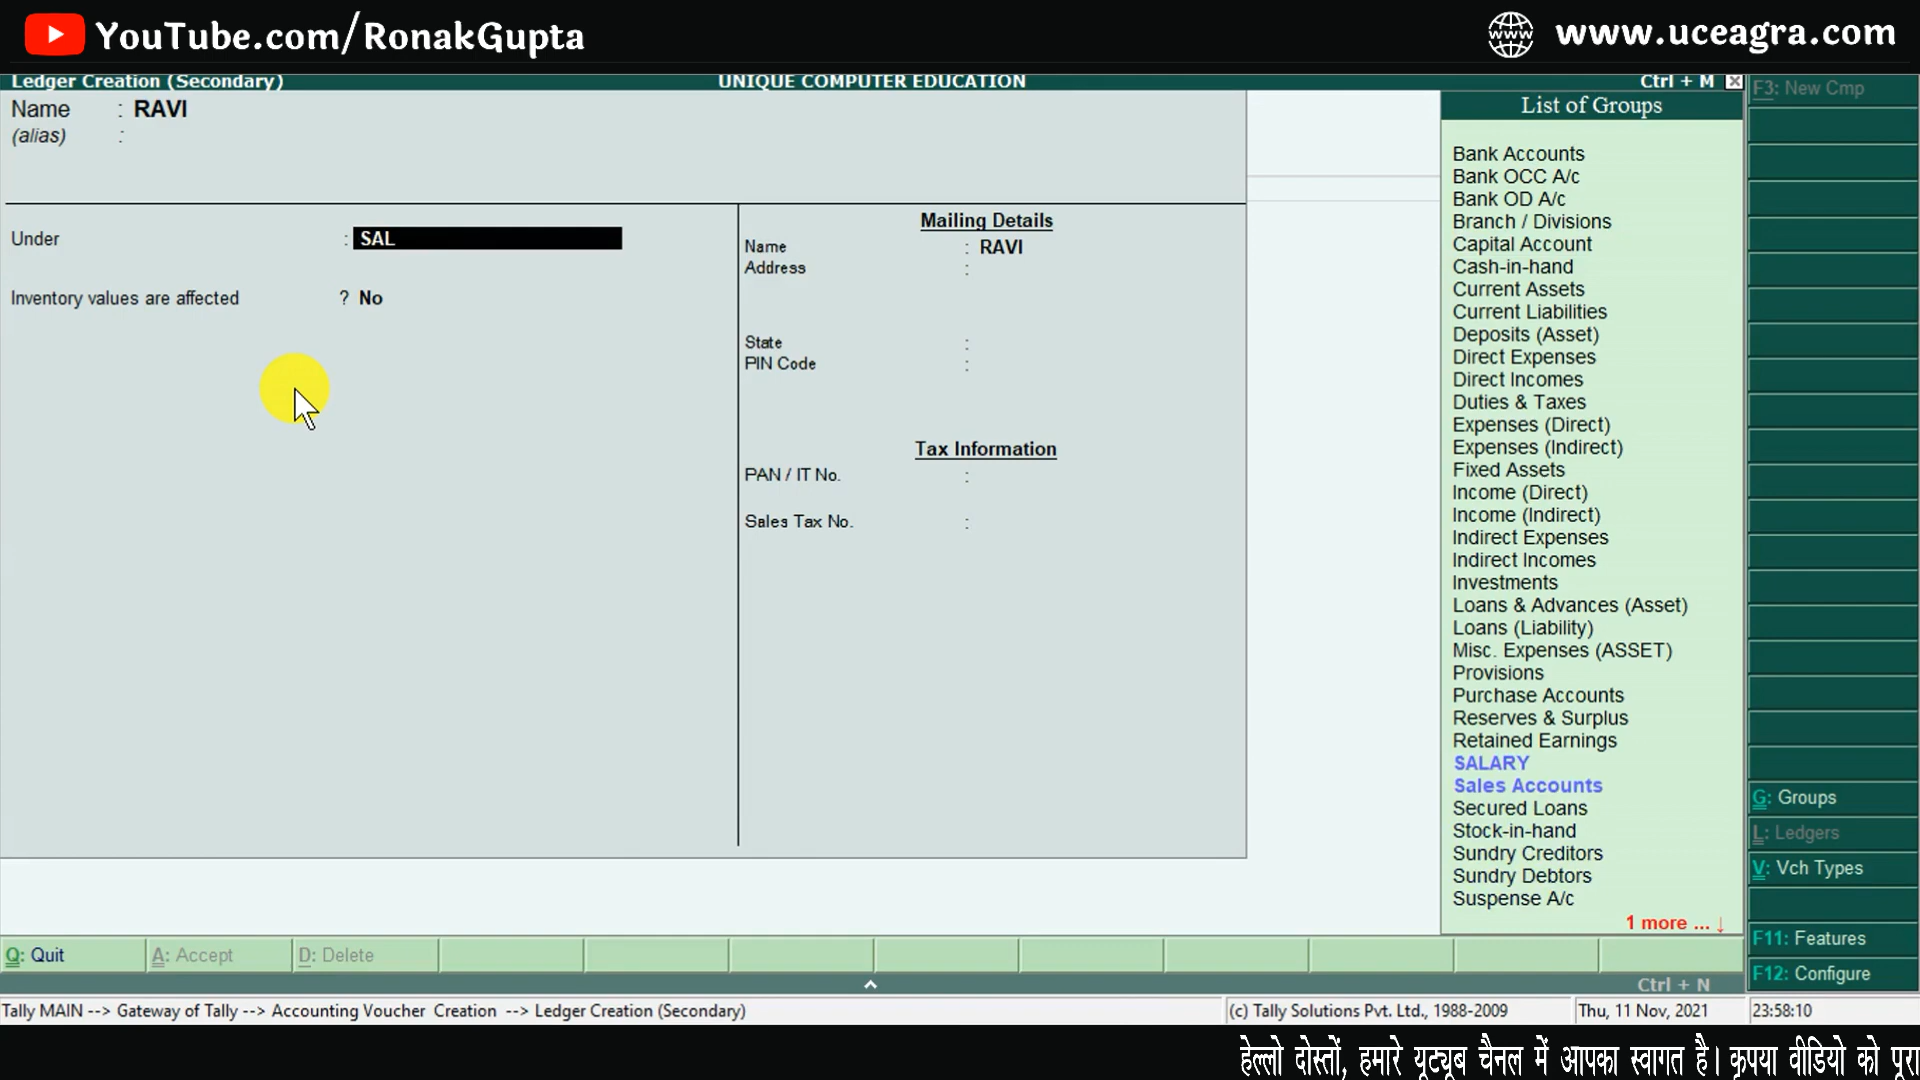 YouTube.com/RonakGupta
www.uceagra.com
Ledger Creation (Secondary) UNIQUE COMPUTER EDUCATION Ctrl + M
Name : RAVI
(alias) :
Under : SAL
Inventory values are affected ? No
Mailing Details
Name : RAVI
Address :
State :
PIN Code :
Tax Information
PAN / IT No. :
Sales Tax No. :
List of Groups
Bank Accounts
Bank OCC A/c
Bank OD A/c
Branch / Divisions
Capital Account
Cash-in-hand
Current Assets
Current Liabilities
Deposits (Asset)
Direct Expenses
Direct Incomes
Duties & Taxes
Expenses (Direct)
Expenses (Indirect)
Fixed Assets
Income (Direct)
Income (Indirect)
Indirect Expenses
Indirect Incomes
Investments
Loans & Advances (Asset)
Loans (Liability)
Misc. Expenses (ASSET)
Provisions
Purchase Accounts
Reserves & Surplus
Retained Earnings
SALARY
Sales Accounts
Secured Loans
Stock-in-hand
Sundry Creditors
Sundry Debtors
Suspense A/c
1 more ... ↓
F3: New Cmp
G: Groups
L: Ledgers
V: Vch Types
F11: Features
F12: Configure
Q: Quit A: Accept D: Delete
Ctrl + N
Tally MAIN --> Gateway of Tally --> Accounting Voucher Creation --> Ledger Creation (Secondary) (c) Tally Solutions Pvt. Ltd., 1988-2009 Thu, 11 Nov, 2021 23:58:10
हेल्लो दोस्तों, हमारे यूट्यूब चैनल में आपका स्वागत है। कृपया वीडियो को पूरा